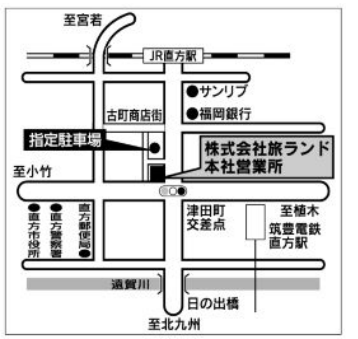 至宮若
JR直方駅
サンリブ
古町商店街
福岡銀行
指定駐車場
株式会社旅ランド
本社営業所
至小竹
津田町
交差点
至植木
筑豊電鉄
直方駅
直方市役所
直方警察署
直方郵便局
遠賀川
日の出橋
至北九州